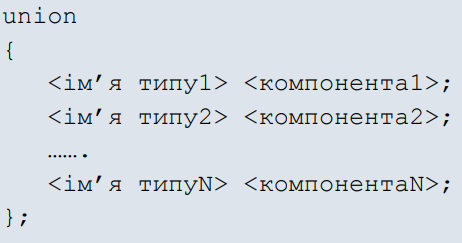 union
{
<ім’я типу1> <компонента1>;
<ім’я типу2> <компонента2>;
…….
<ім’я типуN> <компонентаN>;
};